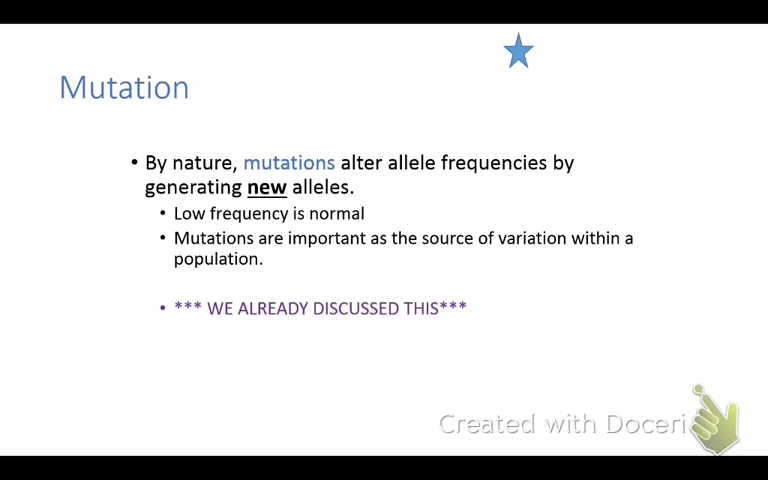 Mutation
• By nature, mutations alter allele frequencies by
generating new alleles.
• Low frequency is normal
• Mutations are important as the source of variation within a
population.
• *** WE ALREADY DISCUSSED THIS***
Created with Doceri